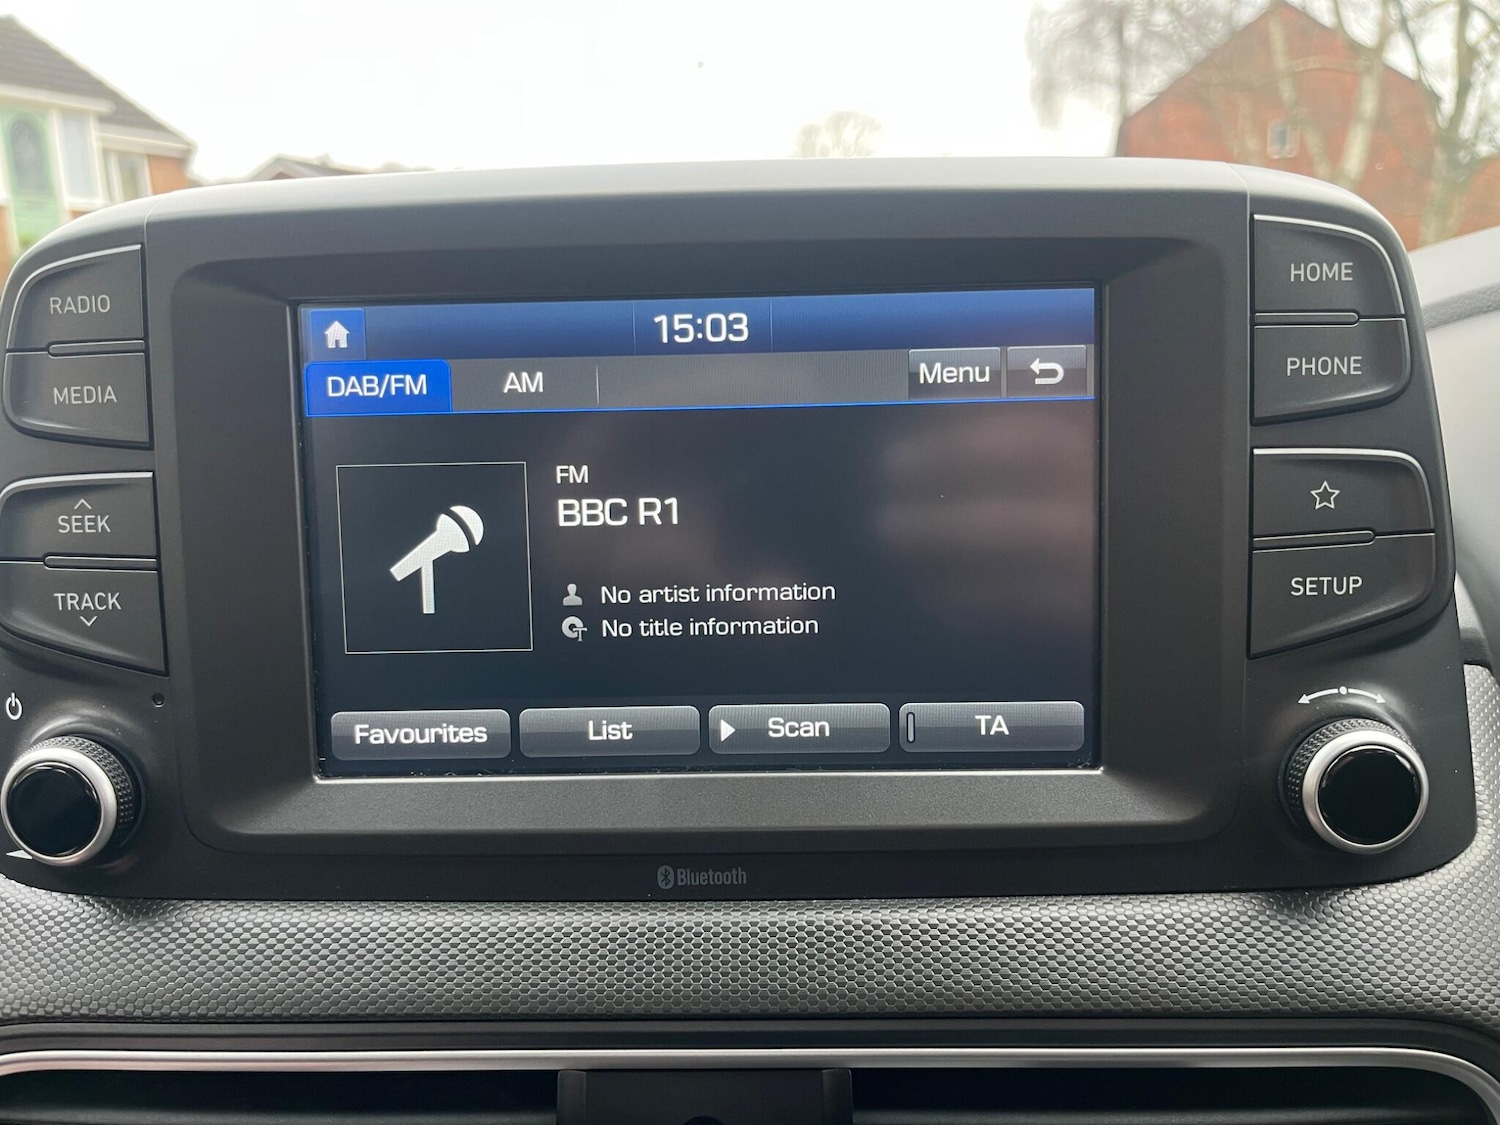 RADIO
MEDIA
SEEK
TRACK
15:03
DAB/FM
AM
Menu
FM
BBC R1
No artist information
No title information
Favourites
List
Scan
TA
HOME
PHONE
SETUP
Bluetooth